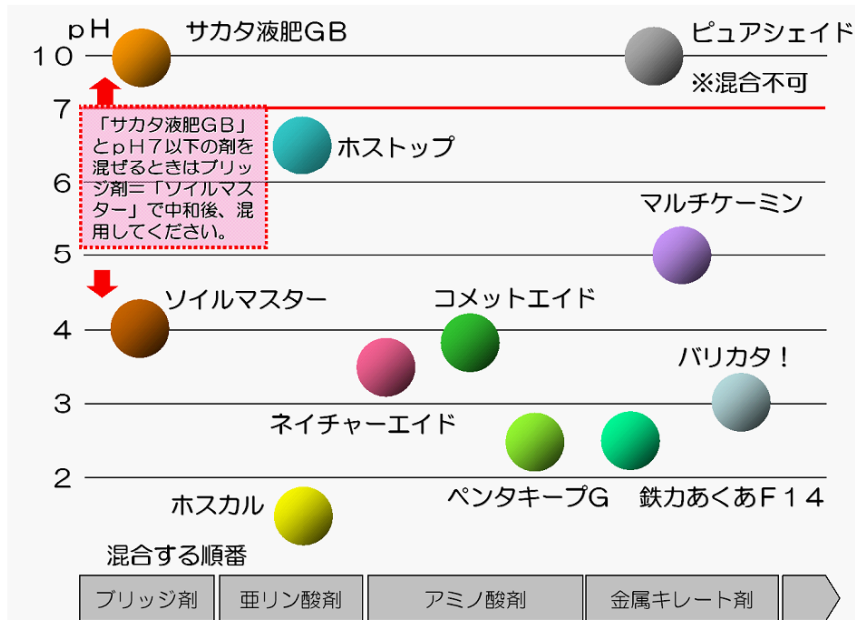 pH
サカタ液肥GB
ピュアシェイド
10
※混合不可
7
「サカタ液肥GB」
とpH7以下の剤を
混ぜるときはブリッ
ジ剤=「ソイルマス
ター」で中和後、混
用してください。
ホストップ
6
マルチケーミン
5
ソイルマスター
コメットエイド
4
バリカタ!
3
ネイチャーエイド
2
ペンタキープG
鉄力あくあF14
ホスカル
混合する順番
ブリッジ剤
亜リン酸剤
アミノ酸剤
金属キレート剤